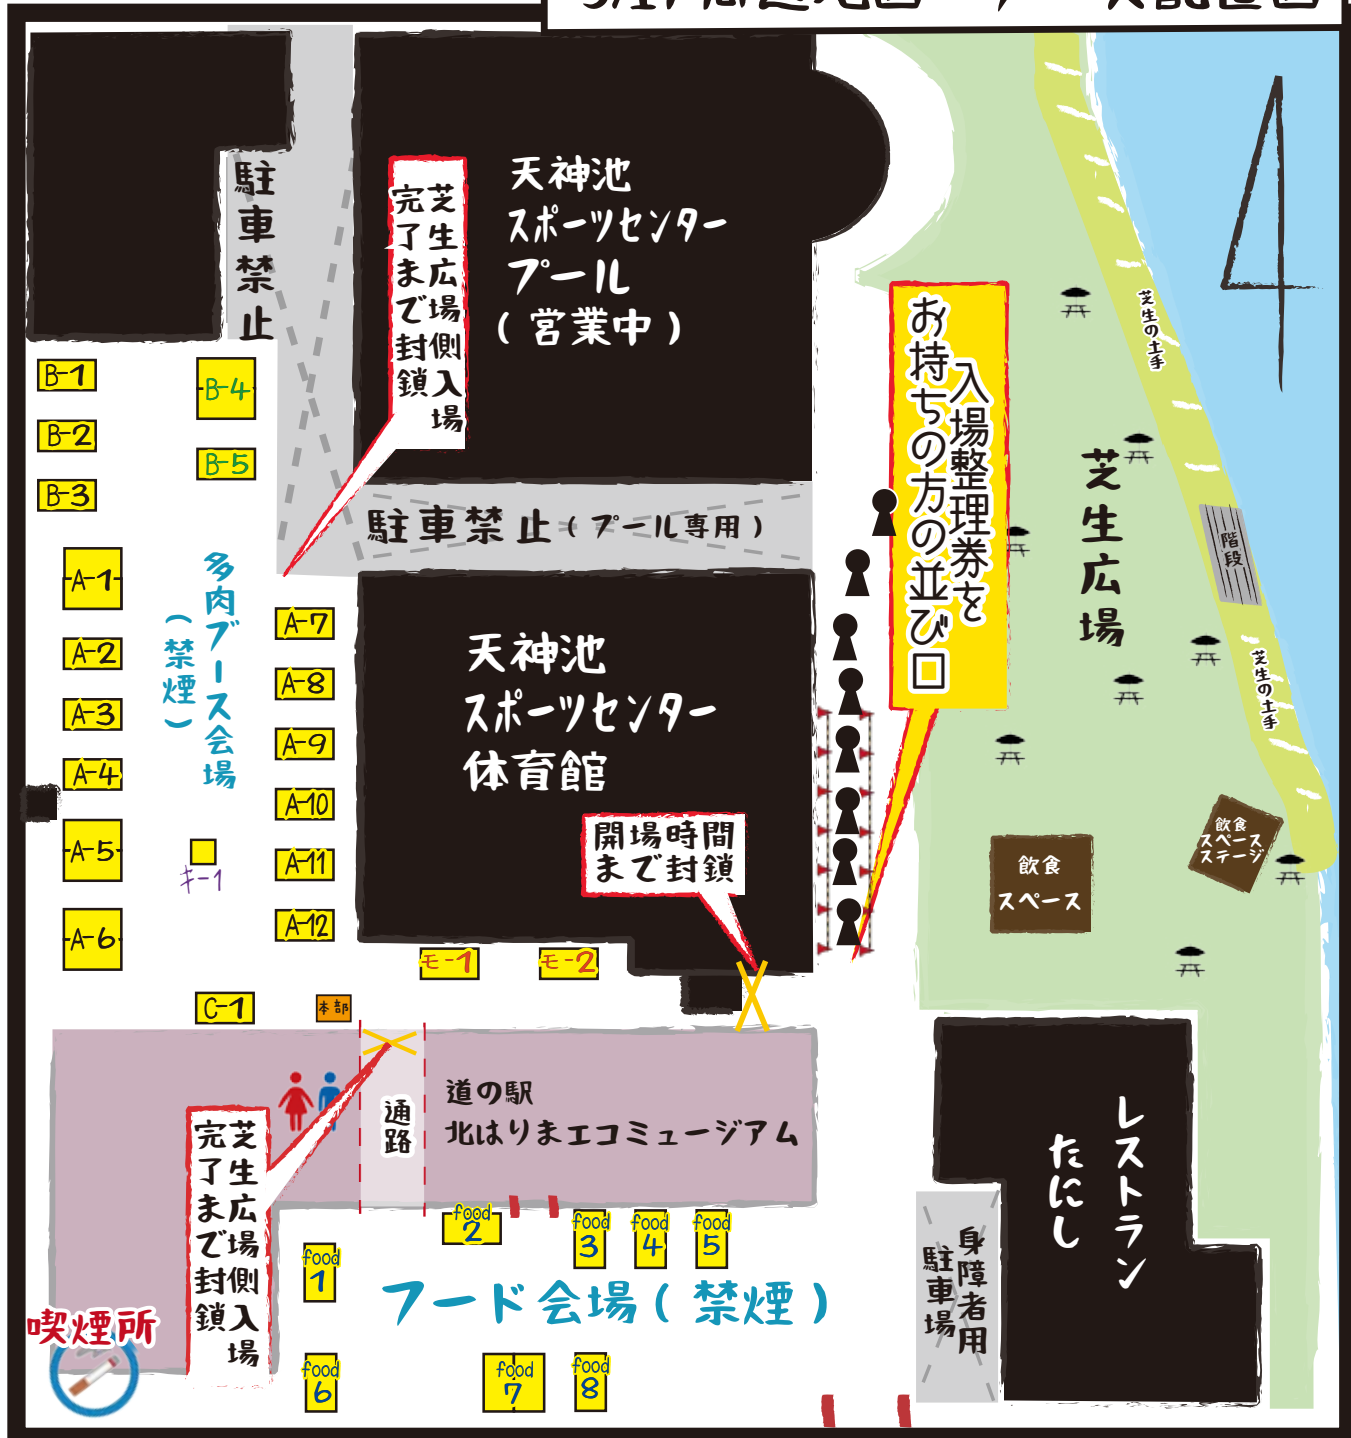 駐車禁止
芝生広場側入場
完了まで封鎖
天神池
スポーツセンター
プール
(営業中)
入場整理券を
お持ちの方の並び口
芝生の土手
芝生広場
階段
芝生の土手
B-1
B-2
B-3
B-4
B-5
駐車禁止(プール専用)
多肉ブース会場
(禁煙)
A-1
A-2
A-3
A-4
A-5
A-6
A-7
A-8
A-9
A-10
A-11
A-12
キ-1
天神池
スポーツセンター
体育館
開場時間
まで封鎖
飲食
スペース
飲食
スペース
ステージ
モ-1
モ-2
C-1
本部
通路
道の駅
北はりまエコミュージアム
芝生広場側入場
完了まで封鎖
レストラン
たにし
身障者用
駐車場
food
1
food
2
food
3
food
4
food
5
フード会場(禁煙)
food
6
food
7
food
8
喫煙所